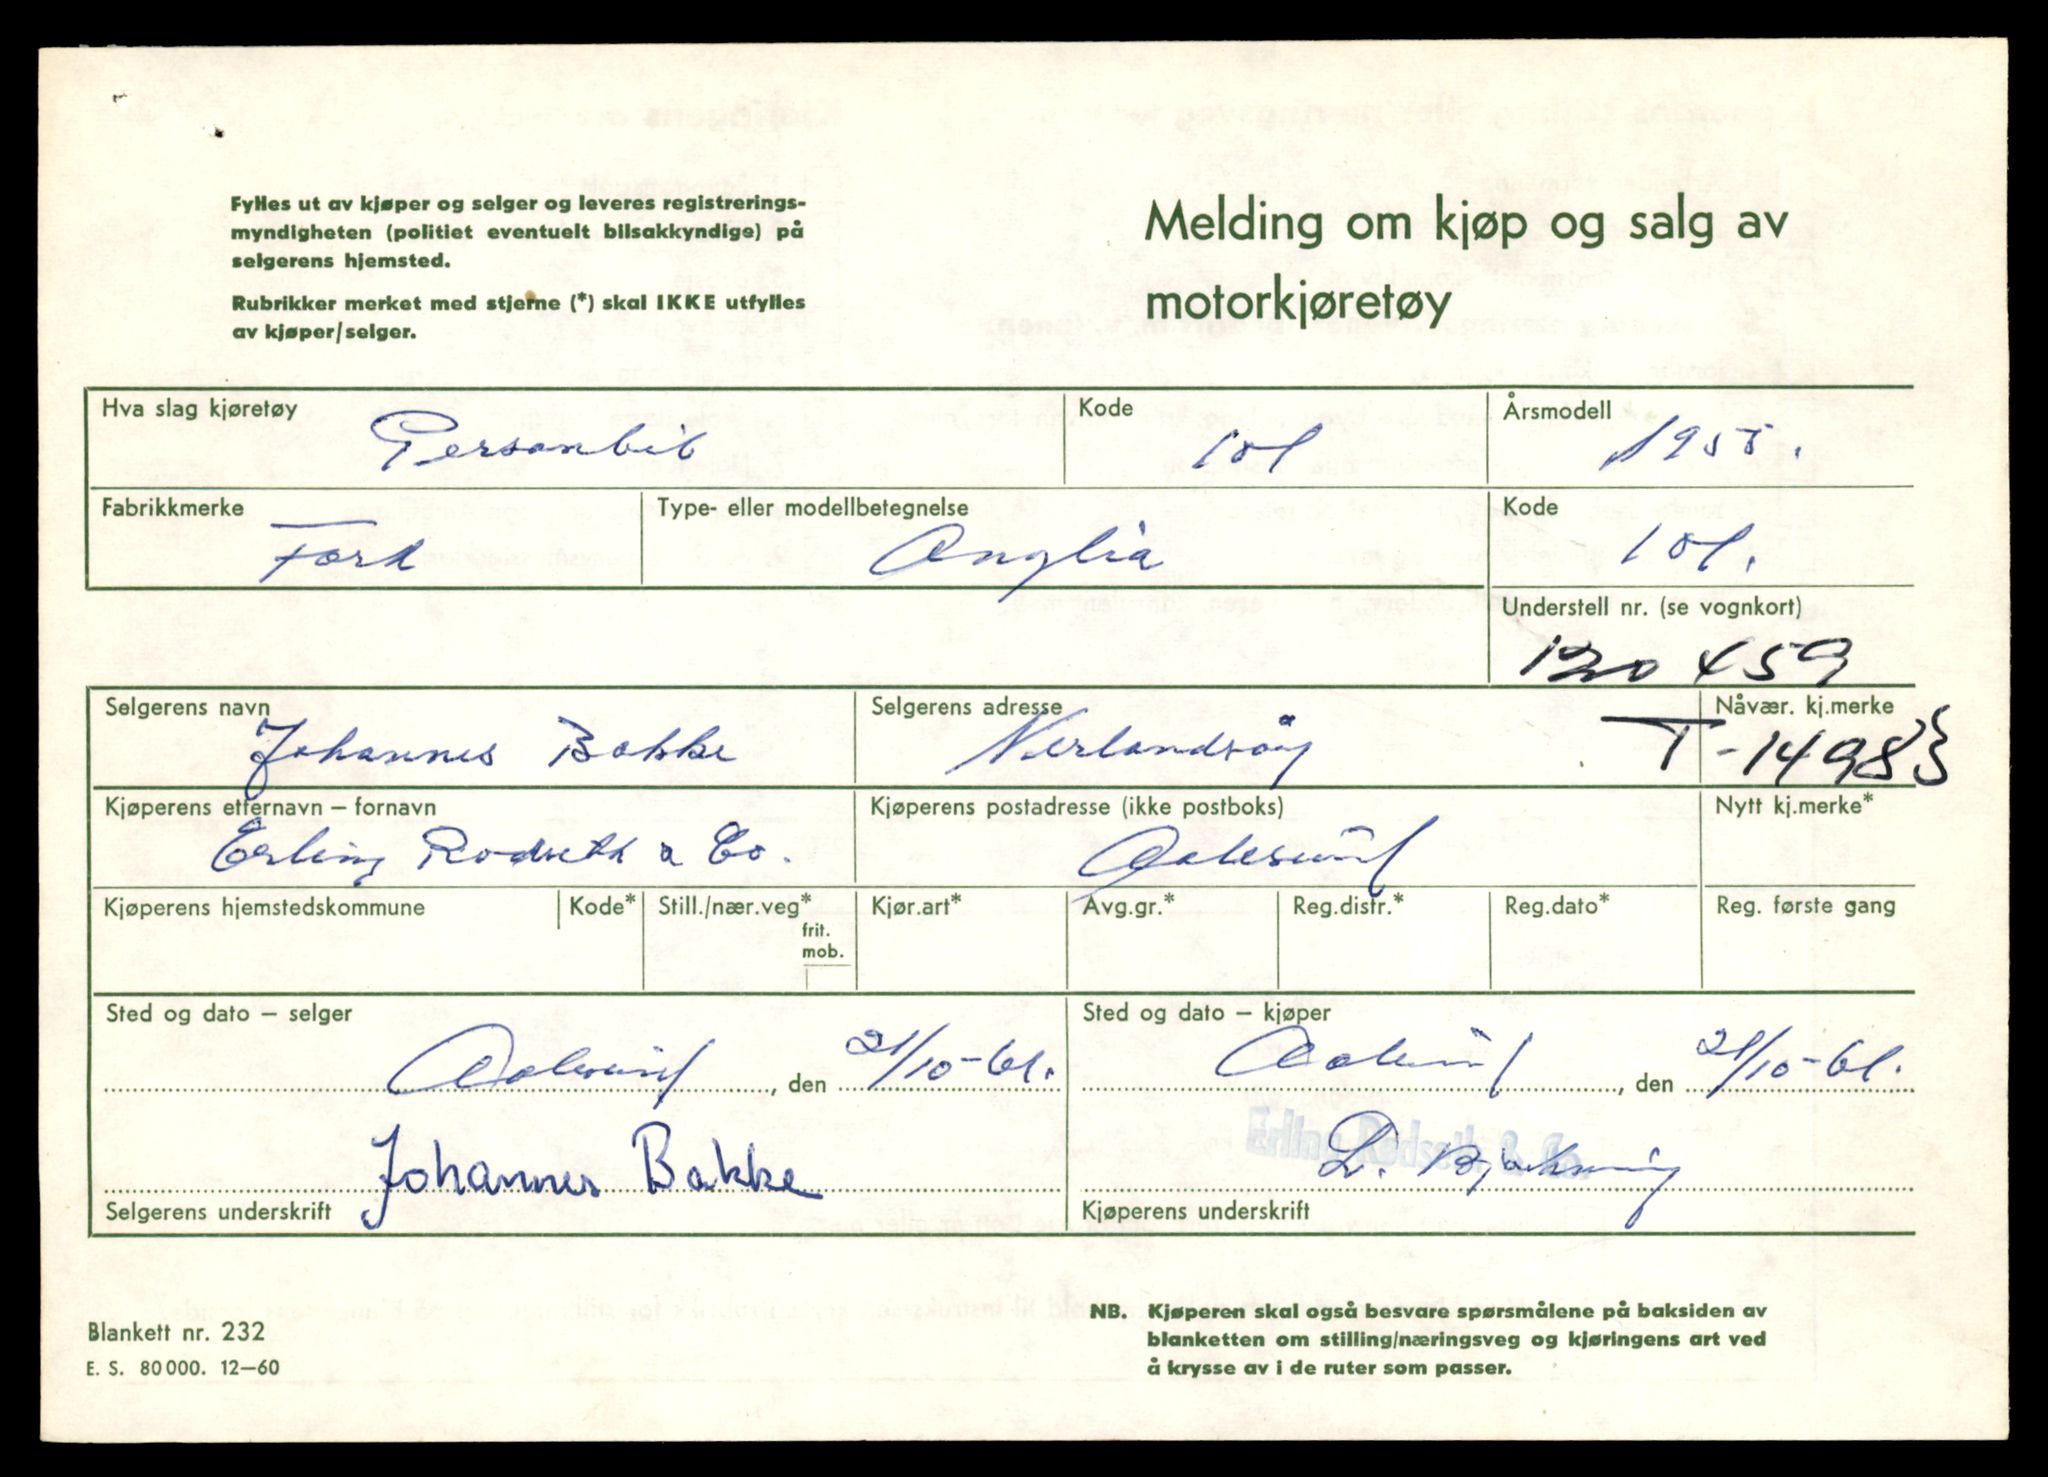 Fylles ut av kjøper og selger og leveres registrerings-
myndigheten (politiet eventuelt bilsakkyndige) på
selgerens hjemsted.
Rubrikker merket med stjerne (*) skal IKKE utfylles
av kjøper/selger.
Melding om kjøp og salg av
motorkjøretøy
Hva slag kjøretøy Personbil Kode 101 Årsmodell 1955.
Fabrikkmerke Ford Type- eller modellbetegnelse Anglia Kode 101.
Understell nr. (se vognkort)
120459
Selgerens navn Johannes Bakke Selgerens adresse Nerlandsøy Nåvær. kj.merke T-14983
Kjøperens etternavn – fornavn Erling & Co. Kjøperens postadresse (ikke postboks) Aalesund Nytt kj.merke*
Kjøperens hjemstedskommune Kode* Still./nær.veg* frit. mob. Kjør.art* Avg.gr.* Reg.distr.* Reg.dato* Reg. første gang
Sted og dato – selger Sted og dato – kjøper
Aalesund, den 21/10-61. Aalesund, den 21/10-61.
Johannes Bakke
Selgerens underskrift Kjøperens underskrift
Blankett nr. 232
E. S. 80000. 12–60
NB. Kjøperen skal også besvare spørsmålene på baksiden av
blanketten om stilling/næringsveg og kjøringens art ved
å krysse av i de ruter som passer.